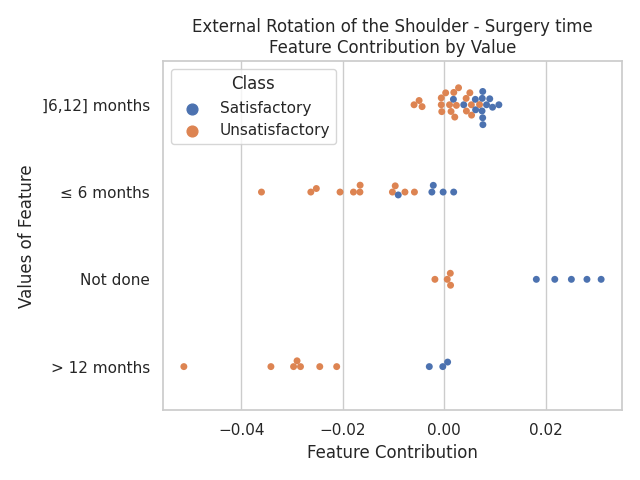 External Rotation of the Shoulder - Surgery time
Feature Contribution by Value
Class
Satisfactory
Unsatisfactory
Values of Feature
]6,12] months
≤ 6 months
Not done
> 12 months
−0.04
−0.02
0.00
0.02
Feature Contribution